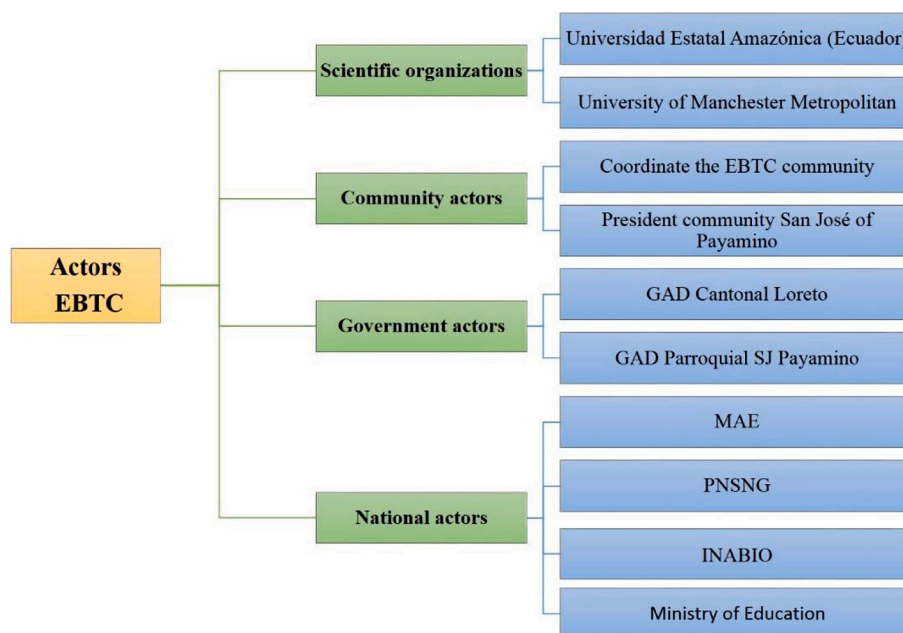 Actors
EBTC
Scientific organizations
Universidad Estatal Amazónica (Ecuador)
University of Manchester Metropolitan
Community actors
Coordinate the EBTC community
President community San José of
Payamino
Government actors
GAD Cantonal Loreto
GAD Parroquial SJ Payamino
National actors
MAE
PNSNG
INABIO
Ministry of Education